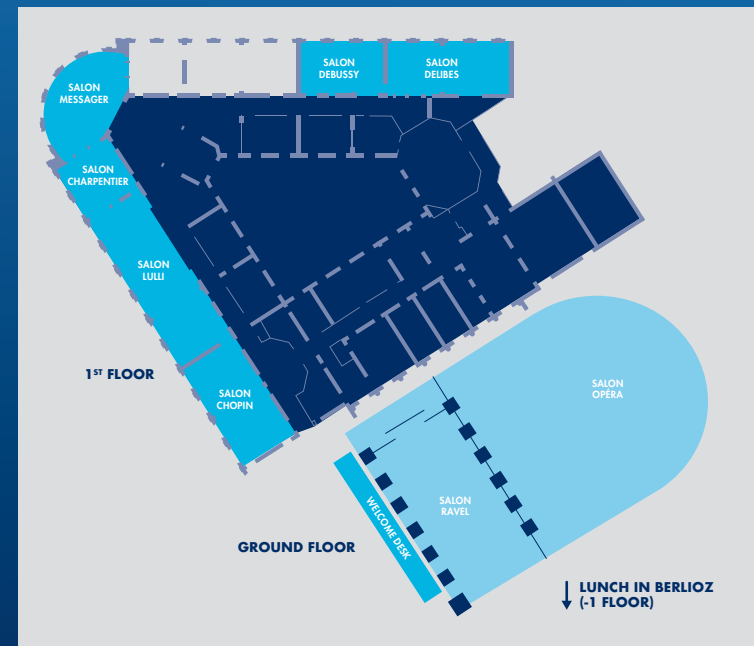 SALON
DEBUSSY
SALON
DELIBES
SALON
MESSAGER
SALON
CHARPENTIER
SALON
LULLI
1ST FLOOR
SALON
CHOPIN
SALON
OPÉRA
SALON
RAVEL
WELCOME DESK
GROUND FLOOR
LUNCH IN BERLIOZ
(-1 FLOOR)